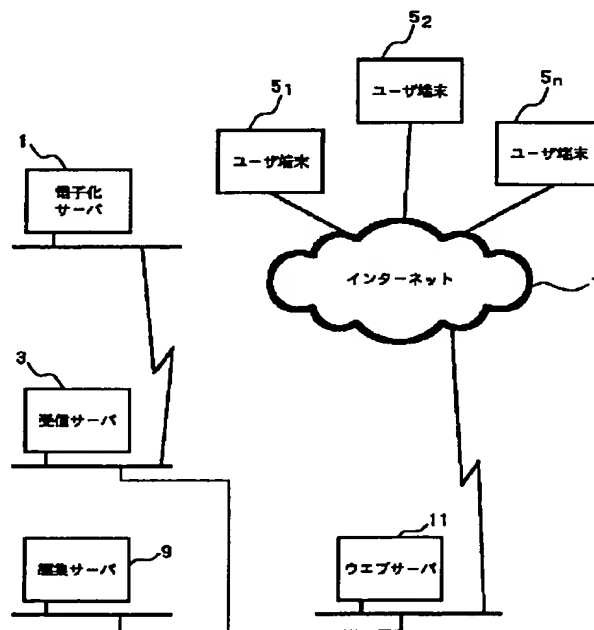 5₂
ユーザ端末
5₁
ユーザ端末
5n
ユーザ端末
1
電子化
サーバ
インターネット
3
受信サーバ
9
編集サーバ
11
ウエブサーバ